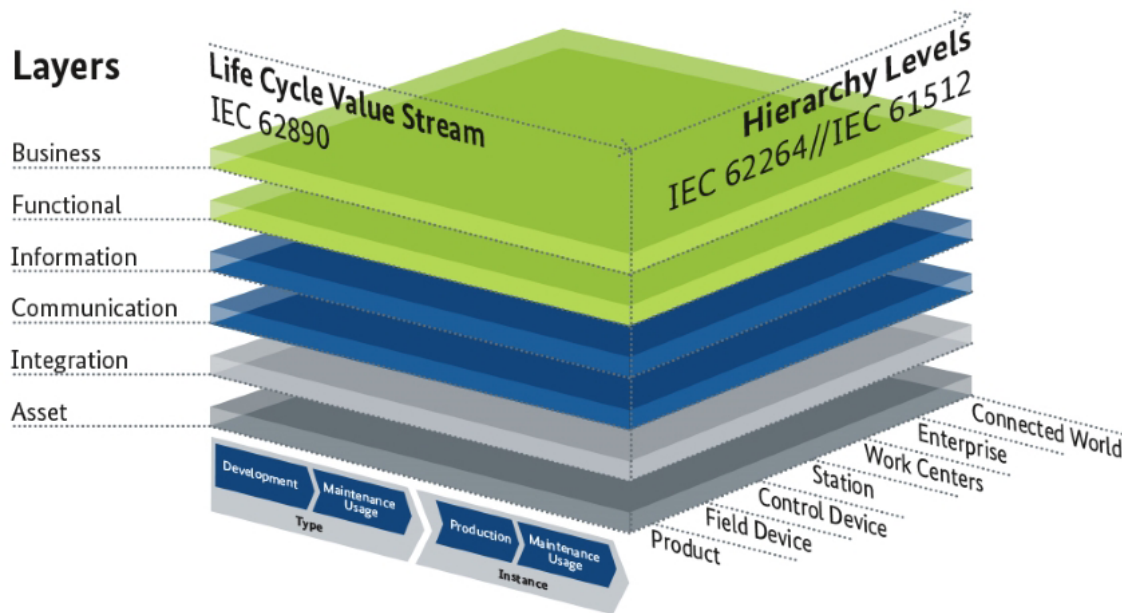 Layers
Life Cycle Value Stream
IEC 62890
Hierarchy Levels
IEC 62264//IEC 61512
Business
Functional
Information
Communication
Integration
Asset
Development
Maintenance
Usage
Type
Production
Maintenance
Usage
Instance
Product
Field Device
Control Device
Station
Work Centers
Enterprise
Connected World